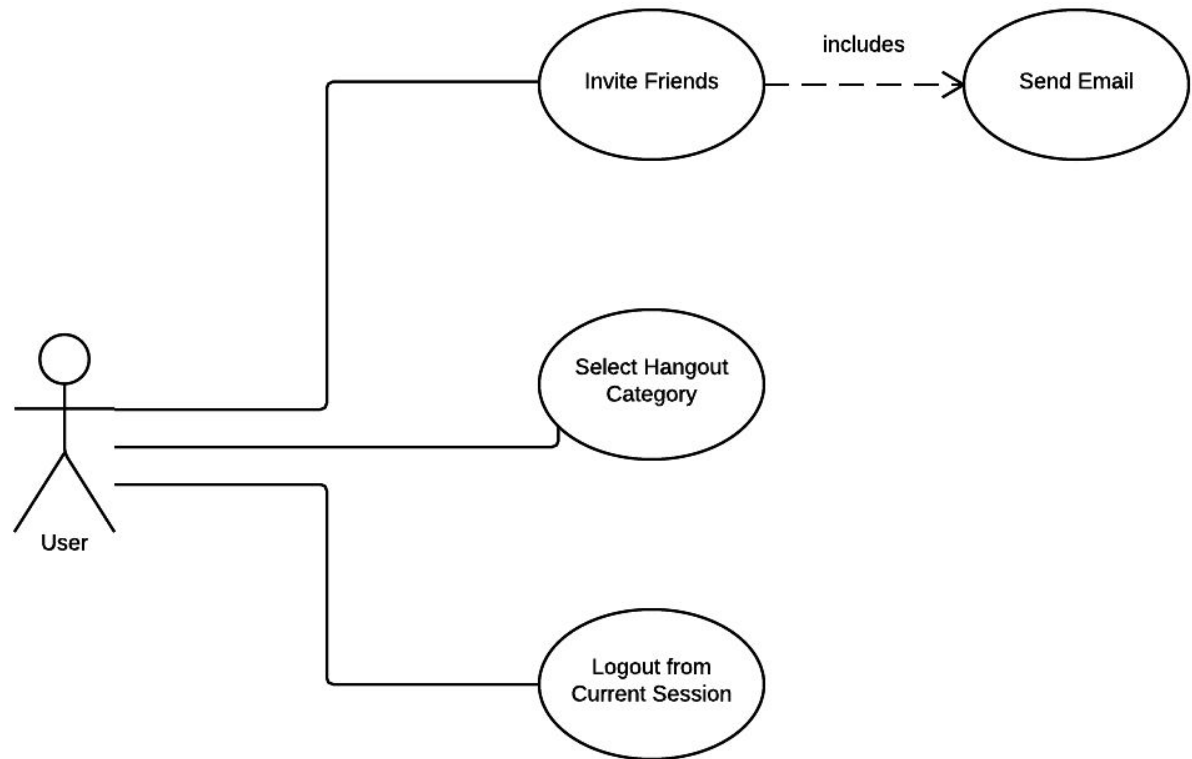 Invite Friends
includes
Send Email
Select Hangout
Category
User
Logout from
Current Session